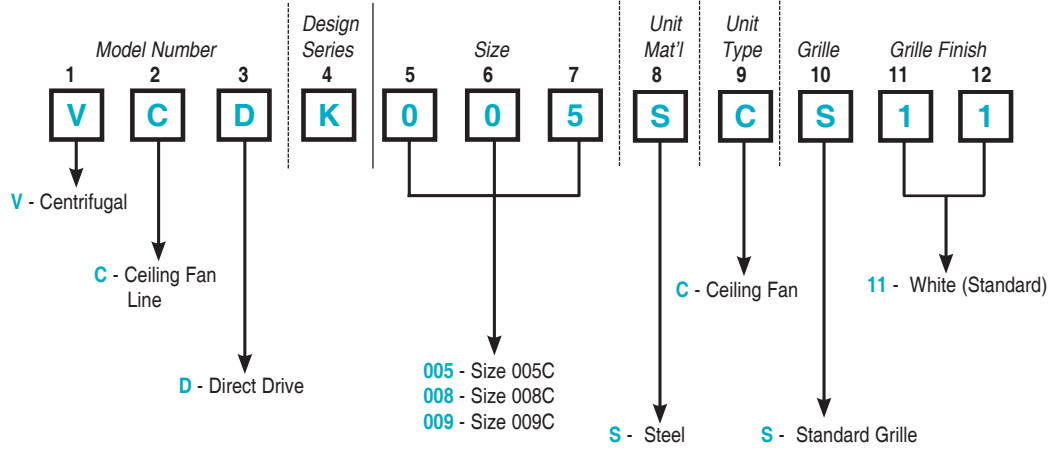 Model Number
Design
Series
Size
Unit
Mat'l
Unit
Type
Grille
Grille Finish
1 2 3 4 5 6 7 8 9 10 11 12
V C D K 0 0 5 S C S 1 1
V - Centrifugal
C - Ceiling Fan
Line
D - Direct Drive
005 - Size 005C
008 - Size 008C
009 - Size 009C
S - Steel
C - Ceiling Fan
S - Standard Grille
11 - White (Standard)